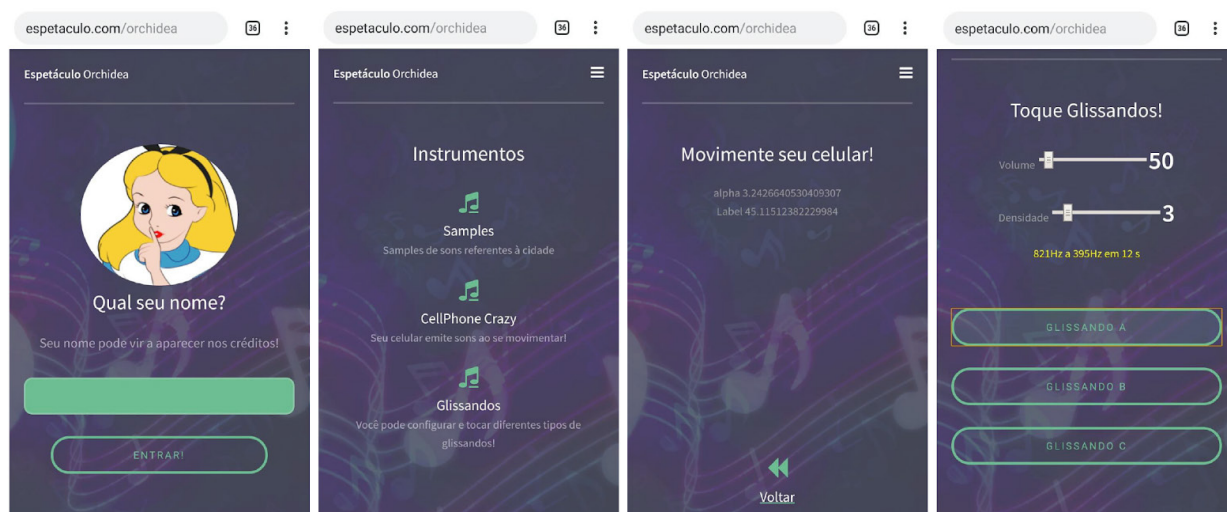 espetaculo.com/orchidea
36
Espetáculo Orchidea
Qual seu nome?
Seu nome pode vir a aparecer nos créditos!
ENTRAR!
espetaculo.com/orchidea
36
Espetáculo Orchidea
Instrumentos
Samples
Samples de sons referentes à cidade
CellPhone Crazy
Seu celular emite sons ao se movimentar!
Glissandos
Você pode configurar e tocar diferentes tipos de
glissandos!
espetaculo.com/orchidea
36
Espetáculo Orchidea
Movimente seu celular!
alpha 3.2426640530409307
Label 45.11512382229984
Voltar
espetaculo.com/orchidea
36
Toque Glissandos!
Volume 50
Densidade 3
821Hz a 395Hz em 12 s
GLISSANDO A
GLISSANDO B
GLISSANDO C